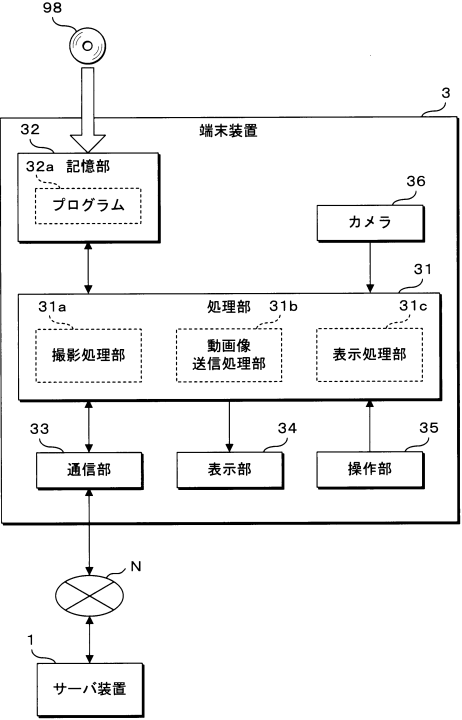 98
3
端末装置
32
記憶部
32a
プログラム
36
カメラ
31
処理部
31a
撮影処理部
31b
動画像
送信処理部
31c
表示処理部
33
通信部
34
表示部
35
操作部
N
1
サーバ装置